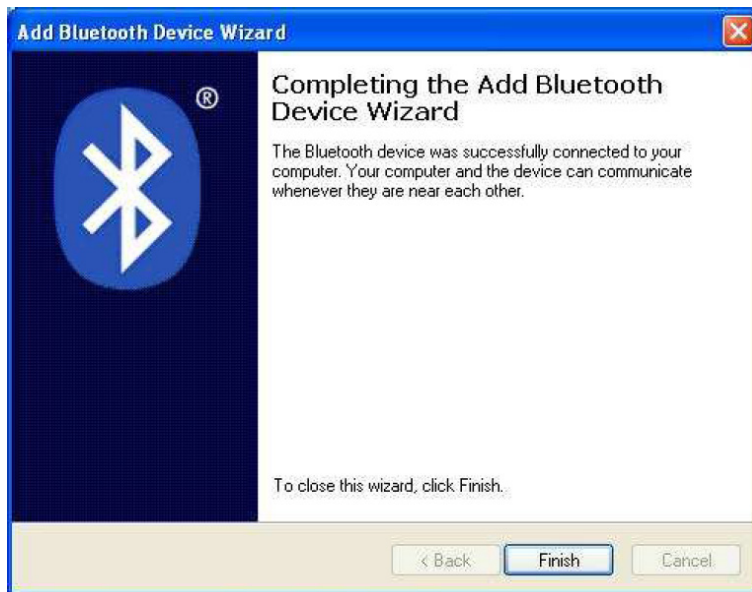 Add Bluetooth Device Wizard
®
Completing the Add Bluetooth
Device Wizard
The Bluetooth device was successfully connected to your
computer. Your computer and the device can communicate
whenever they are near each other.
To close this wizard, click Finish.
< Back Finish Cancel